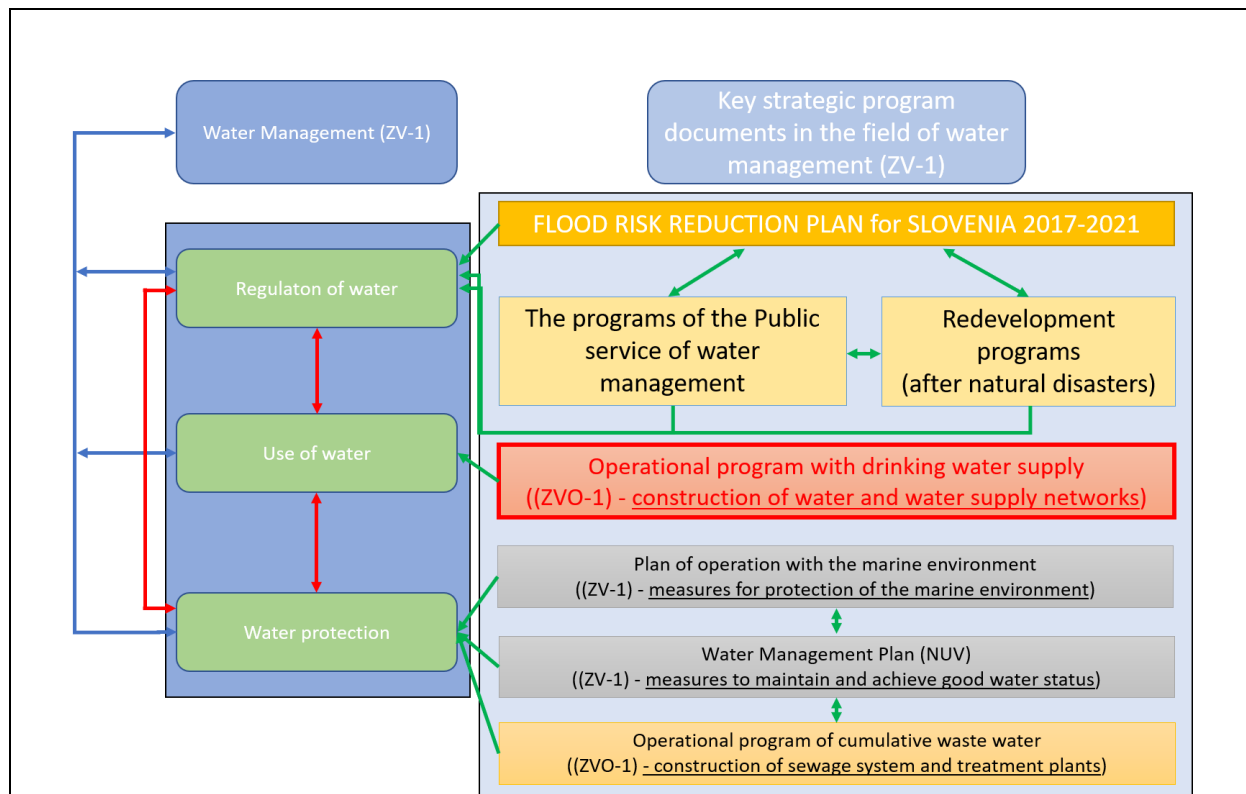 Water Management (ZV-1)
Key strategic program
documents in the field of water
management (ZV-1)
FLOOD RISK REDUCTION PLAN for SLOVENIA 2017-2021
Regulaton of water
The programs of the Public
service of water
management
Redevelopment
programs
(after natural disasters)
Use of water
Operational program with drinking water supply
((ZVO-1) - construction of water and water supply networks)
Plan of operation with the marine environment
((ZV-1) - measures for protection of the marine environment)
Water protection
Water Management Plan (NUV)
((ZV-1) - measures to maintain and achieve good water status)
Operational program of cumulative waste water
((ZVO-1) - construction of sewage system and treatment plants)